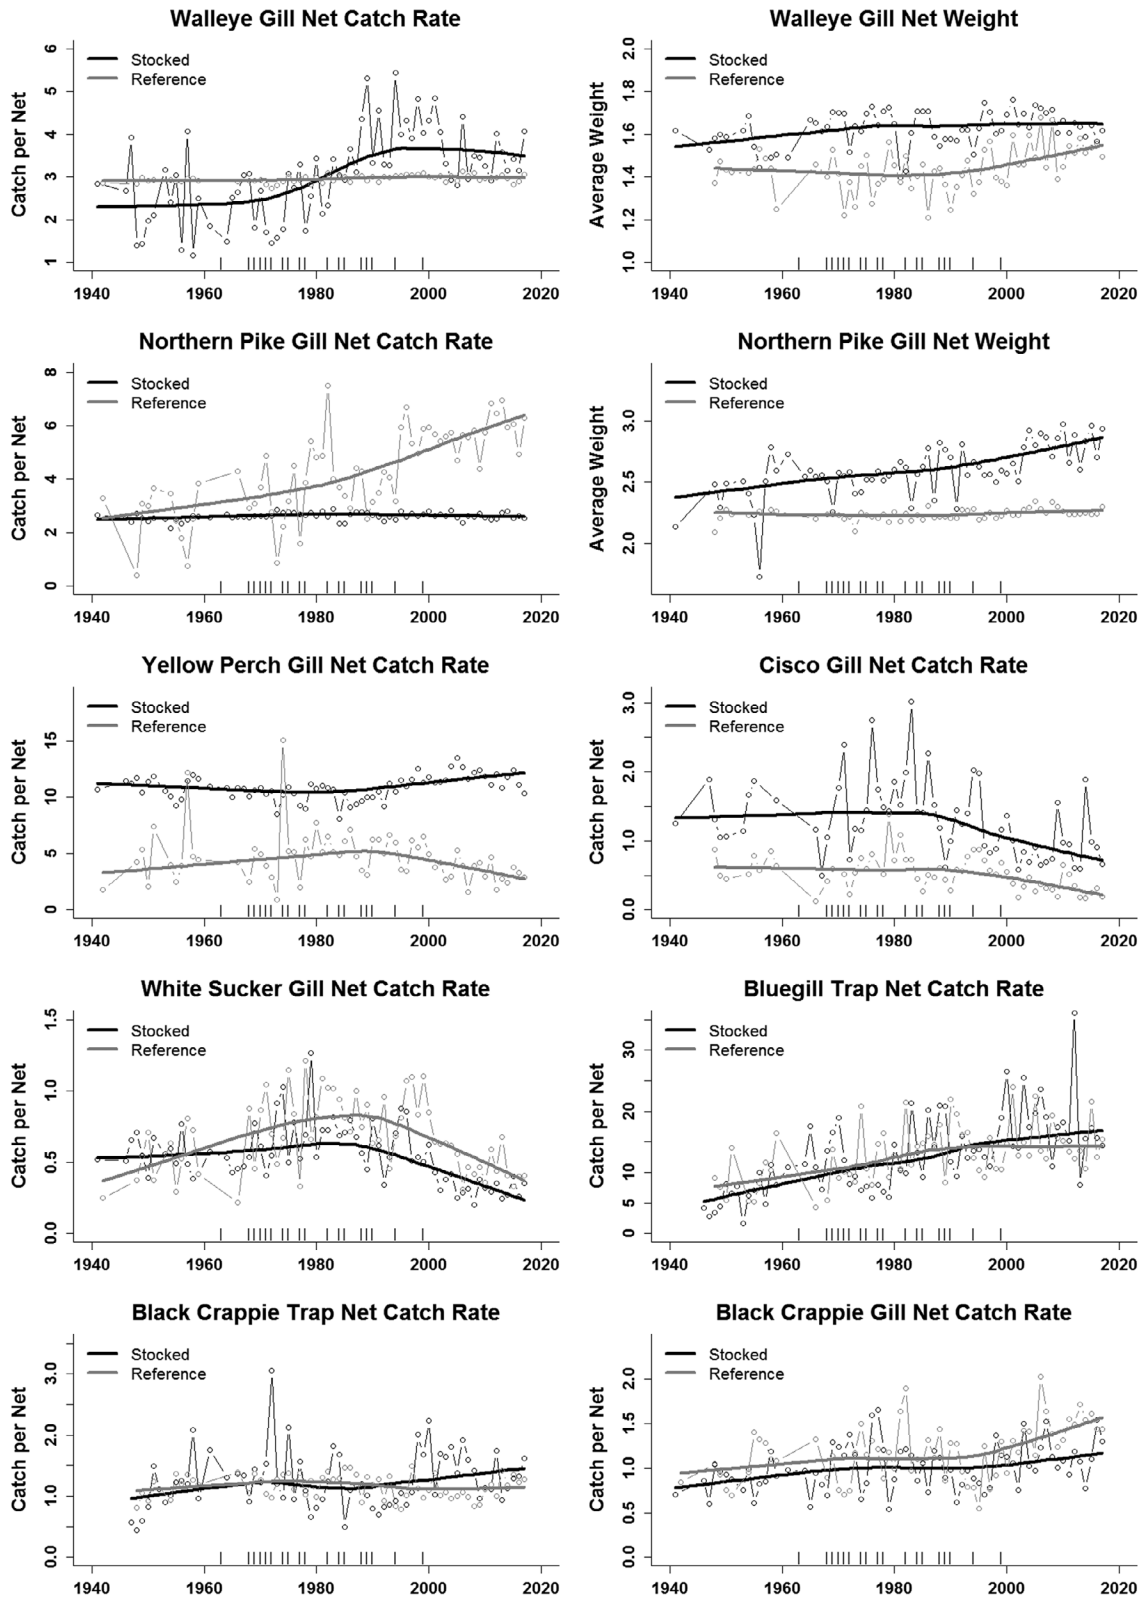 Walleye Gill Net Catch Rate
Stocked
Reference
Catch per Net
1 2 3 4 5 6
1940 1960 1980 2000 2020
Walleye Gill Net Weight
Stocked
Reference
Average Weight
1.0 1.2 1.4 1.6 1.8 2.0
1940 1960 1980 2000 2020
Northern Pike Gill Net Catch Rate
Stocked
Reference
Catch per Net
0 2 4 6 8
1940 1960 1980 2000 2020
Northern Pike Gill Net Weight
Stocked
Reference
Average Weight
2.0 2.5 3.0
1940 1960 1980 2000 2020
Yellow Perch Gill Net Catch Rate
Stocked
Reference
Catch per Net
0 5 10 15
1940 1960 1980 2000 2020
Cisco Gill Net Catch Rate
Stocked
Reference
Catch per Net
0.0 1.0 2.0 3.0
1940 1960 1980 2000 2020
White Sucker Gill Net Catch Rate
Stocked
Reference
Catch per Net
0.0 0.5 1.0 1.5
1940 1960 1980 2000 2020
Bluegill Trap Net Catch Rate
Stocked
Reference
Catch per Net
0 5 10 20 30
1940 1960 1980 2000 2020
Black Crappie Trap Net Catch Rate
Stocked
Reference
Catch per Net
0.0 1.0 2.0 3.0
1940 1960 1980 2000 2020
Black Crappie Gill Net Catch Rate
Stocked
Reference
Catch per Net
0.0 0.5 1.0 1.5 2.0
1940 1960 1980 2000 2020